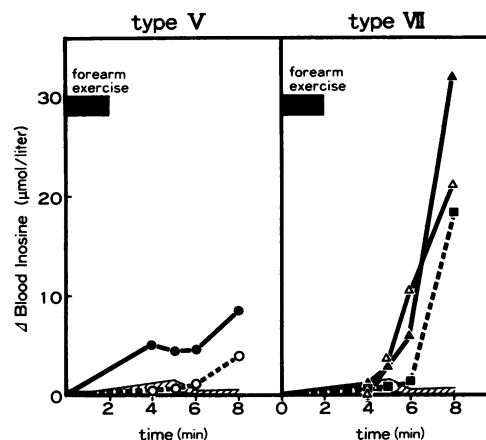 type V
type VII
forearm
exercise
forearm
exercise
Δ Blood Inosine (μmol/liter)
30
20
10
0
2
4
6
8
0
2
4
6
8
time (min)
time (min)